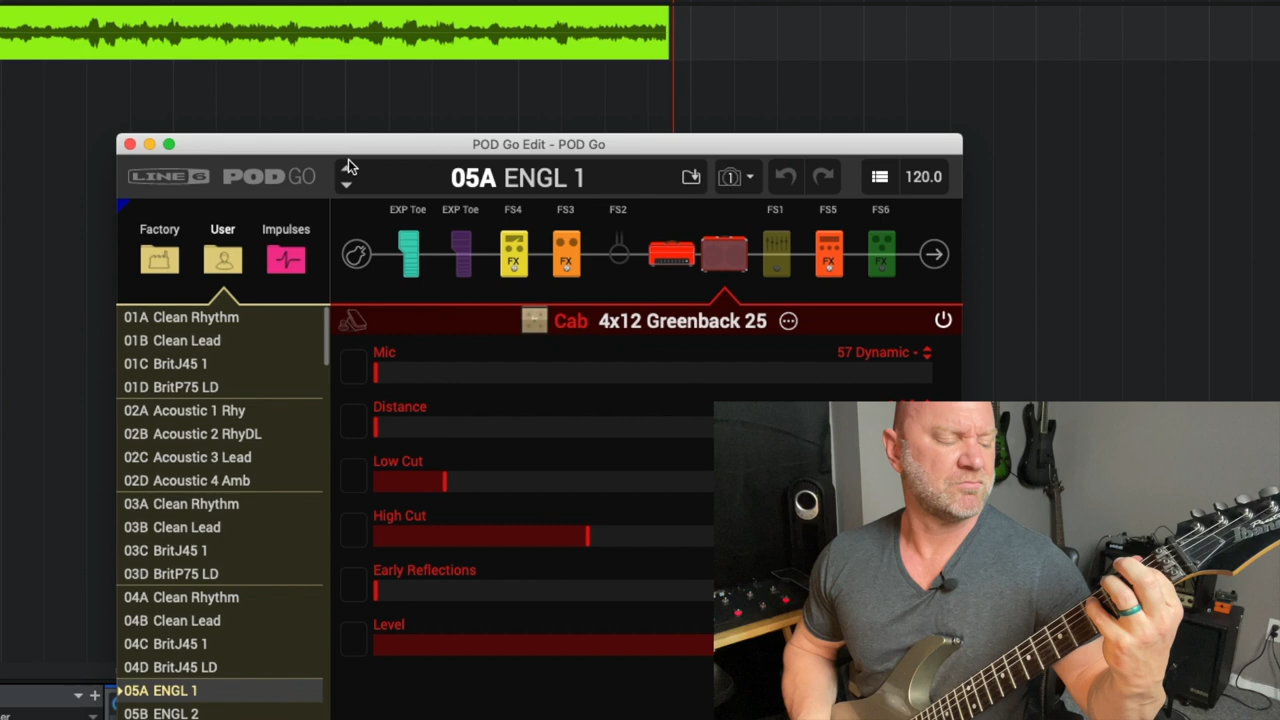 POD Go Edit - POD Go
LINE 6 POD GO
05A ENGL 1
1
120.0
EXP Toe EXP Toe FS4 FS3 FS2 FS1 FS5 FS6
Factory User Impulses
FX FX FX FX
Cab 4x12 Greenback 25
01A Clean Rhythm
01B Clean Lead
01C BritJ45 1
01D BritP75 LD
02A Acoustic 1 Rhy
02B Acoustic 2 RhyDL
02C Acoustic 3 Lead
02D Acoustic 4 Amb
03A Clean Rhythm
03B Clean Lead
03C BritJ45 1
03D BritP75 LD
04A Clean Rhythm
04B Clean Lead
04C BritJ45 1
04D BritJ45 LD
05A ENGL 1
05B ENGL 2
Mic 57 Dynamic -
Distance
Low Cut
High Cut
Early Reflections
Level